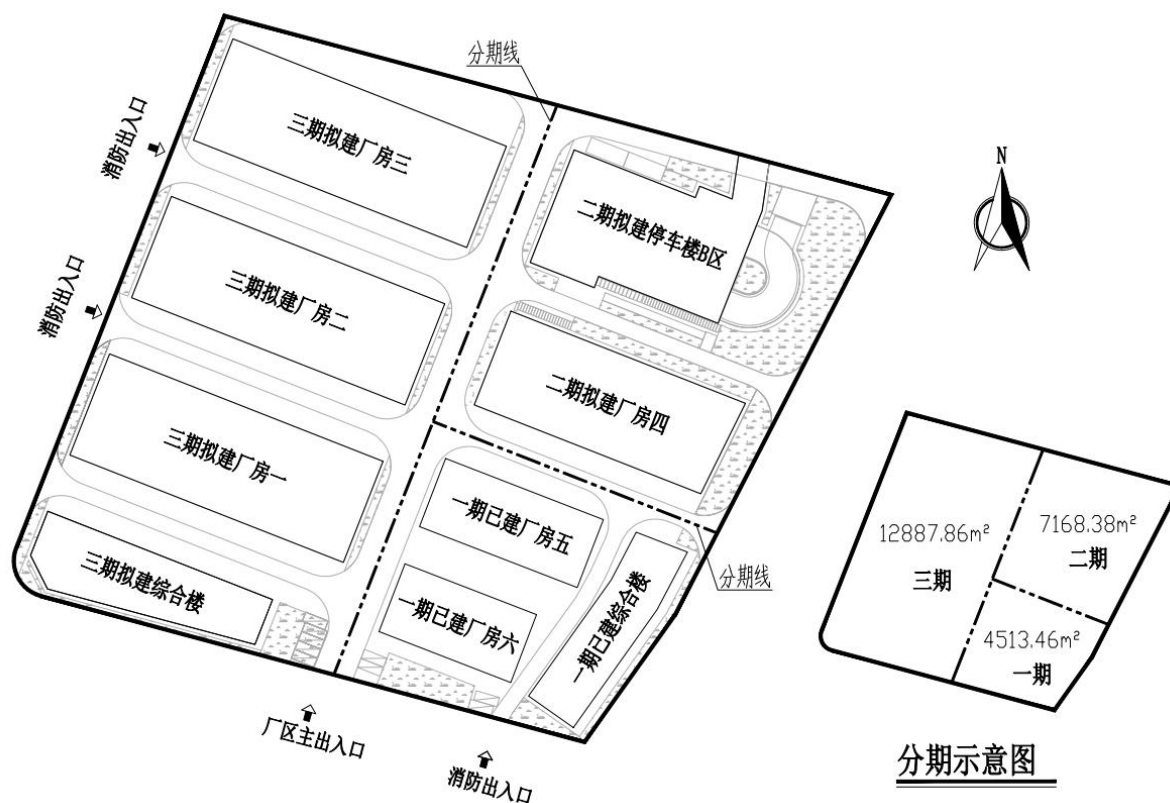 分期线
三期拟建厂房三
消防出入口
二期拟建停车楼B区
N
三期拟建厂房二
消防出入口
二期拟建厂房四
三期拟建厂房一
一期已建厂房五
分期线
三期拟建综合楼
一期已建厂房六
一期已建综合楼
厂区主出入口
消防出入口
12887.86m²
三期
7168.38m²
二期
4513.46m²
一期
分期示意图